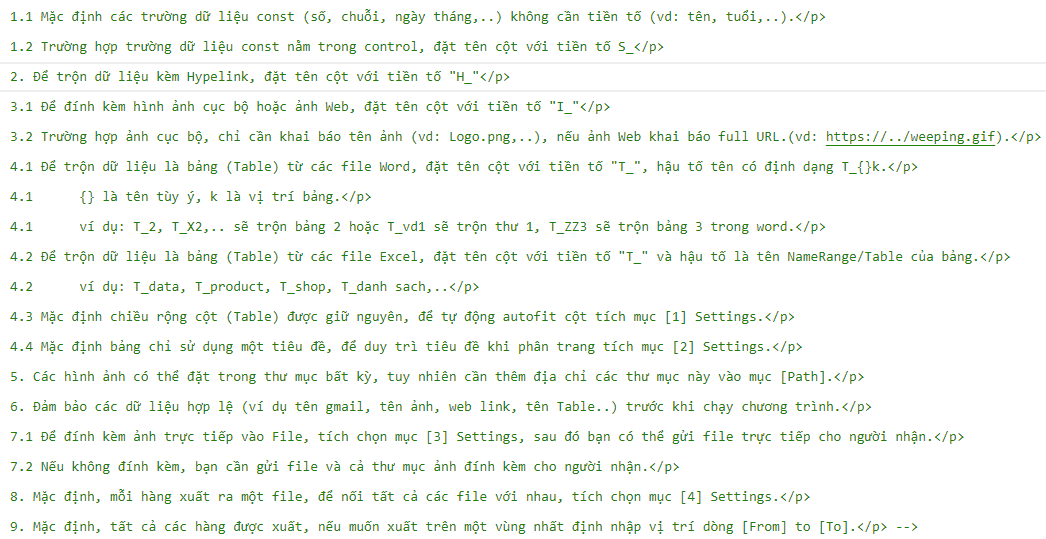 1.1 Mặc định các trường dữ liệu const (số, chuỗi, ngày tháng,..) không cần tiền tố (vd: tên, tuổi,..).</p>
1.2 Trường hợp trường dữ liệu const nằm trong control, đặt tên cột với tiền tố S_</p>
2. Để trộn dữ liệu kèm Hypelink, đặt tên cột với tiền tố "H_"</p>
3.1 Để đính kèm hình ảnh cục bộ hoặc ảnh Web, đặt tên cột với tiền tố "I_"</p>
3.2 Trường hợp ảnh cục bộ, chỉ cần khai báo tên ảnh (vd: Logo.png,..), nếu ảnh Web khai báo full URL.(vd: https://../weeping.gif).</p>
4.1 Để trộn dữ liệu là bảng (Table) từ các file Word, đặt tên cột với tiền tố "T_", hậu tố tên có định dạng T_{}k.</p>
4.1 {} là tên tùy ý, k là vị trí bảng.</p>
4.1 ví dụ: T_2, T_X2,.. sẽ trộn bảng 2 hoặc T_vd1 sẽ trộn thư 1, T_ZZ3 sẽ trộn bảng 3 trong word.</p>
4.2 Để trộn dữ liệu là bảng (Table) từ các file Excel, đặt tên cột với tiền tố "T_" và hậu tố là tên NameRange/Table của bảng.</p>
4.2 ví dụ: T_data, T_product, T_shop, T_danh sach,..</p>
4.3 Mặc định chiều rộng cột (Table) được giữ nguyên, để tự động autofit cột tích mục [1] Settings.</p>
4.4 Mặc định bảng chỉ sử dụng một tiêu đề, để duy trì tiêu đề khi phân trang tích mục [2] Settings.</p>
5. Các hình ảnh có thể đặt trong thư mục bất kỳ, tuy nhiên cần thêm địa chỉ các thư mục này vào mục [Path].</p>
6. Đảm bảo các dữ liệu hợp lệ (ví dụ tên gmail, tên ảnh, web link, tên Table..) trước khi chạy chương trình.</p>
7.1 Để đính kèm ảnh trực tiếp vào File, tích chọn mục [3] Settings, sau đó bạn có thể gửi file trực tiếp cho người nhận.</p>
7.2 Nếu không đính kèm, bạn cần gửi file và cả thư mục ảnh đính kèm cho người nhận.</p>
8. Mặc định, mỗi hàng xuất ra một file, để nối tất cả các file với nhau, tích chọn mục [4] Settings.</p>
9. Mặc định, tất cả các hàng được xuất, nếu muốn xuất trên một vùng nhất định nhập vị trí dòng [From] to [To].</p> -->